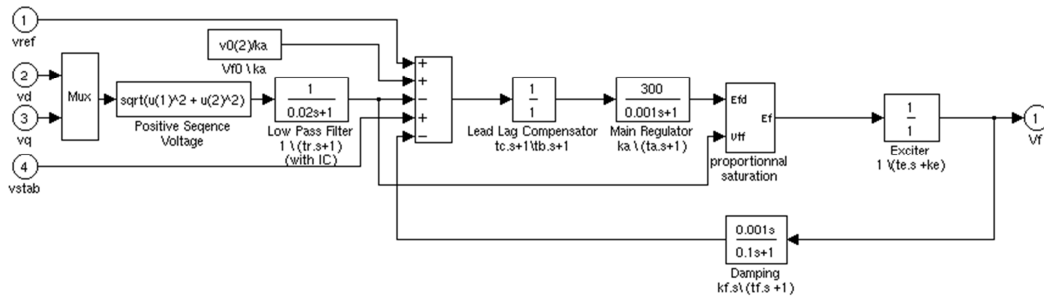 1
vref
2
vd
3
vq
4
vstab
Mux
sqrt(u(1)^2 + u(2)^2)
Positive Seqence
Voltage
v0(2)/ka
Vf0 \ ka
1
0.02s+1
Low Pass Filter
1 \ (tr.s+1)
(with IC)
+
+
−
+
−
1
1
Lead Lag Compensator
tc.s+1\tb.s+1
300
0.001s+1
Main Regulator
ka \ (ta.s+1)
Efd
Ef
Vtf
proportionnal
saturation
1
1
Exciter
1 \(te.s +ke)
1
Vf
0.001s
0.1s+1
Damping
kf.s\ (tf.s +1)